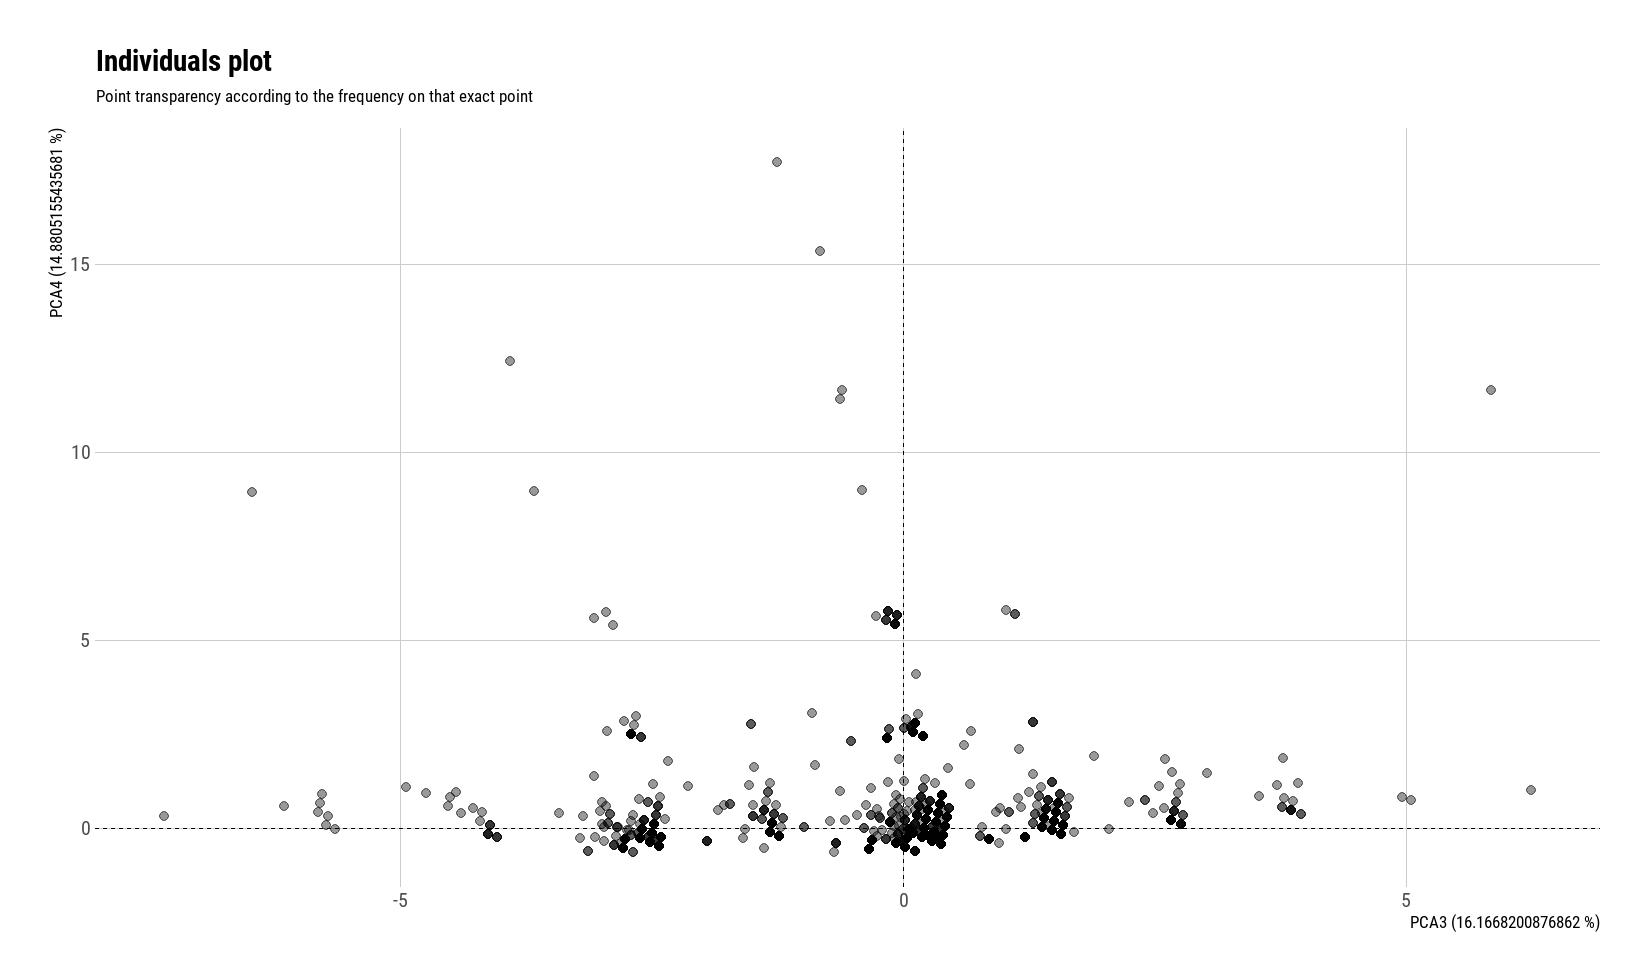 Individuals plot
Point transparency according to the frequency on that exact point
PCA4 (14.8805155435681 %)
15
10
5
0
-5
0
5
PCA3 (16.1668200876862 %)